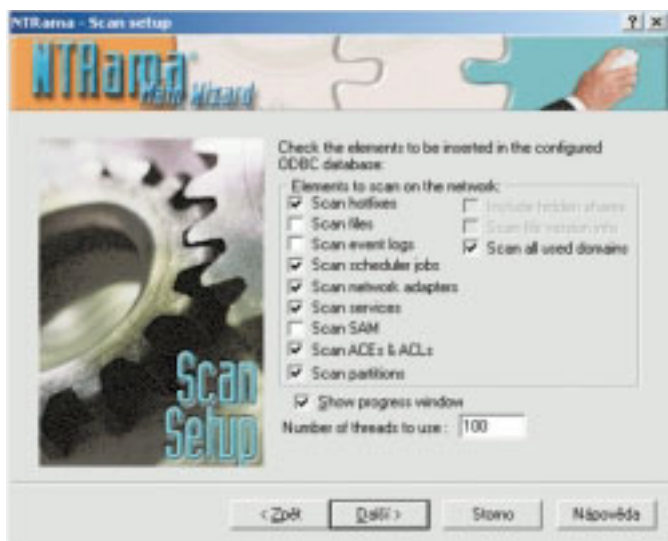 NTRama - Scan setup
NTRama
Main Wizard
Check the elements to be inserted in the configured
ODBC database:
Elements to scan on the network:
Scan hotfixes
Include hidden shares
Scan files
Scan file version info
Scan event logs
Scan all used domains
Scan scheduler jobs
Scan network adapters
Scan services
Scan SAM
Scan ACEs & ACLs
Scan partitions
Scan
Setup
Show progress window
Number of threads to use : 100
< Zpět
Další >
Storno
Nápověda